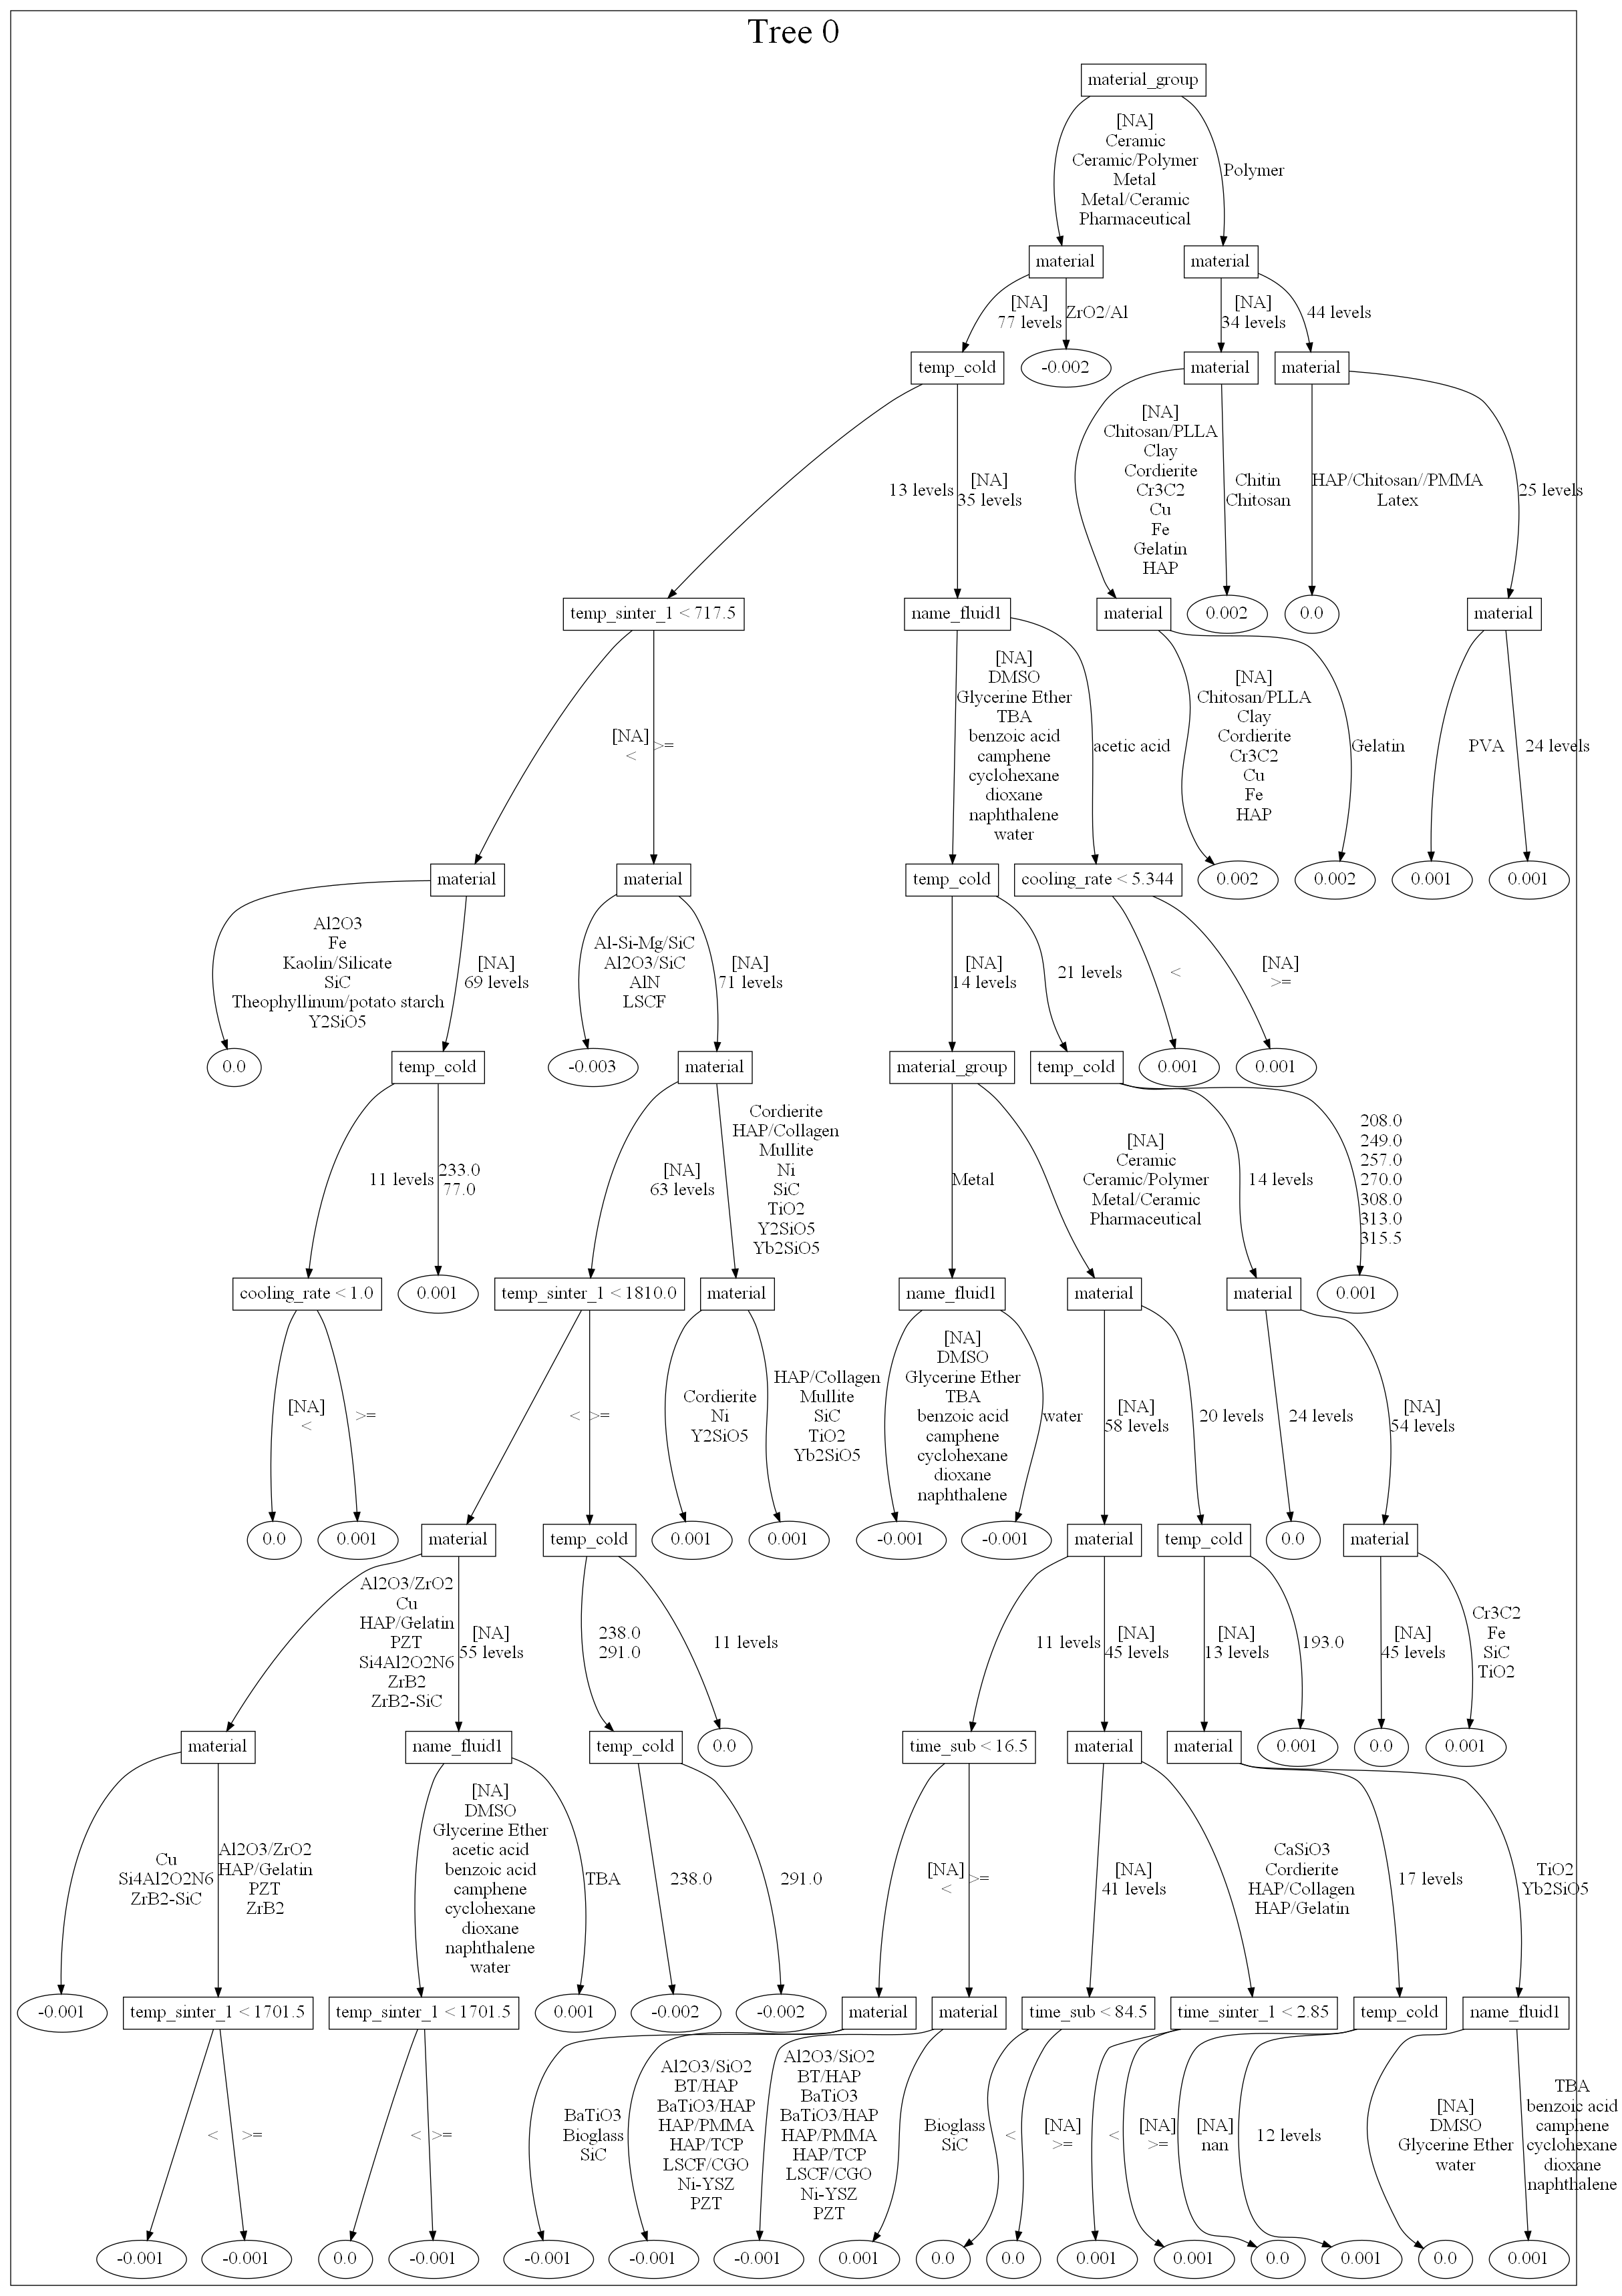 Tree 0
material_group
[NA]
Ceramic
Ceramic/Polymer
Metal
Metal/Ceramic
Pharmaceutical
Polymer
material
material
[NA]
77 levels
ZrO2/Al
[NA]
34 levels
44 levels
temp_cold
-0.002
material
material
13 levels
[NA]
35 levels
[NA]
Chitosan/PLLA
Clay
Cordierite
Cr3C2
Cu
Fe
Gelatin
HAP
Chitin
Chitosan
HAP/Chitosan//PMMA
Latex
25 levels
temp_sinter_1 < 717.5
name_fluid1
material
0.002
0.0
material
[NA]
<
>=
[NA]
DMSO
Glycerine Ether
TBA
benzoic acid
camphene
cyclohexane
dioxane
naphthalene
water
acetic acid
[NA]
Chitosan/PLLA
Clay
Cordierite
Cr3C2
Cu
Fe
HAP
Gelatin
PVA
24 levels
material
material
temp_cold
cooling_rate < 5.344
0.002
0.002
0.001
0.001
Al2O3
Fe
Kaolin/Silicate
SiC
Theophyllinum/potato starch
Y2SiO5
[NA]
69 levels
Al-Si-Mg/SiC
Al2O3/SiC
AlN
LSCF
[NA]
71 levels
[NA]
14 levels
21 levels
<
[NA]
>=
0.0
temp_cold
-0.003
material
material_group
temp_cold
0.001
0.001
11 levels
233.0
77.0
[NA]
63 levels
Cordierite
HAP/Collagen
Mullite
Ni
SiC
TiO2
Y2SiO5
Yb2SiO5
Metal
[NA]
Ceramic
Ceramic/Polymer
Metal/Ceramic
Pharmaceutical
14 levels
208.0
249.0
257.0
270.0
308.0
313.0
315.5
cooling_rate < 1.0
0.001
temp_sinter_1 < 1810.0
material
name_fluid1
material
material
0.001
[NA]
<
>=
<
>=
Cordierite
Ni
Y2SiO5
HAP/Collagen
Mullite
SiC
TiO2
Yb2SiO5
[NA]
DMSO
Glycerine Ether
TBA
benzoic acid
camphene
cyclohexane
dioxane
naphthalene
water
[NA]
58 levels
20 levels
24 levels
[NA]
54 levels
0.0
0.001
material
temp_cold
0.001
0.001
-0.001
-0.001
material
temp_cold
0.0
material
Al2O3/ZrO2
Cu
HAP/Gelatin
PZT
Si4Al2O2N6
ZrB2
ZrB2-SiC
[NA]
55 levels
238.0
291.0
11 levels
11 levels
[NA]
45 levels
[NA]
13 levels
193.0
[NA]
45 levels
Cr3C2
Fe
SiC
TiO2
material
name_fluid1
temp_cold
0.0
time_sub < 16.5
material
material
0.001
0.0
0.001
Cu
Si4Al2O2N6
ZrB2-SiC
Al2O3/ZrO2
HAP/Gelatin
PZT
ZrB2
[NA]
DMSO
Glycerine Ether
acetic acid
benzoic acid
camphene
cyclohexane
dioxane
naphthalene
water
TBA
238.0
291.0
[NA]
<
>=
[NA]
41 levels
CaSiO3
Cordierite
HAP/Collagen
HAP/Gelatin
17 levels
TiO2
Yb2SiO5
-0.001
temp_sinter_1 < 1701.5
temp_sinter_1 < 1701.5
0.001
-0.002
-0.002
material
material
time_sub < 84.5
time_sinter_1 < 2.85
temp_cold
name_fluid1
<
>=
<
>=
BaTiO3
Bioglass
SiC
Al2O3/SiO2
BT/HAP
BaTiO3/HAP
HAP/PMMA
HAP/TCP
LSCF/CGO
Ni-YSZ
PZT
Al2O3/SiO2
BT/HAP
BaTiO3
BaTiO3/HAP
HAP/PMMA
HAP/TCP
LSCF/CGO
Ni-YSZ
PZT
Bioglass
SiC
<
[NA]
>=
<
[NA]
>=
[NA]
nan
12 levels
[NA]
DMSO
Glycerine Ether
water
TBA
benzoic acid
camphene
cyclohexane
dioxane
naphthalene
-0.001
-0.001
0.0
-0.001
-0.001
-0.001
-0.001
0.001
0.0
0.0
0.001
0.001
0.0
0.001
0.0
0.001